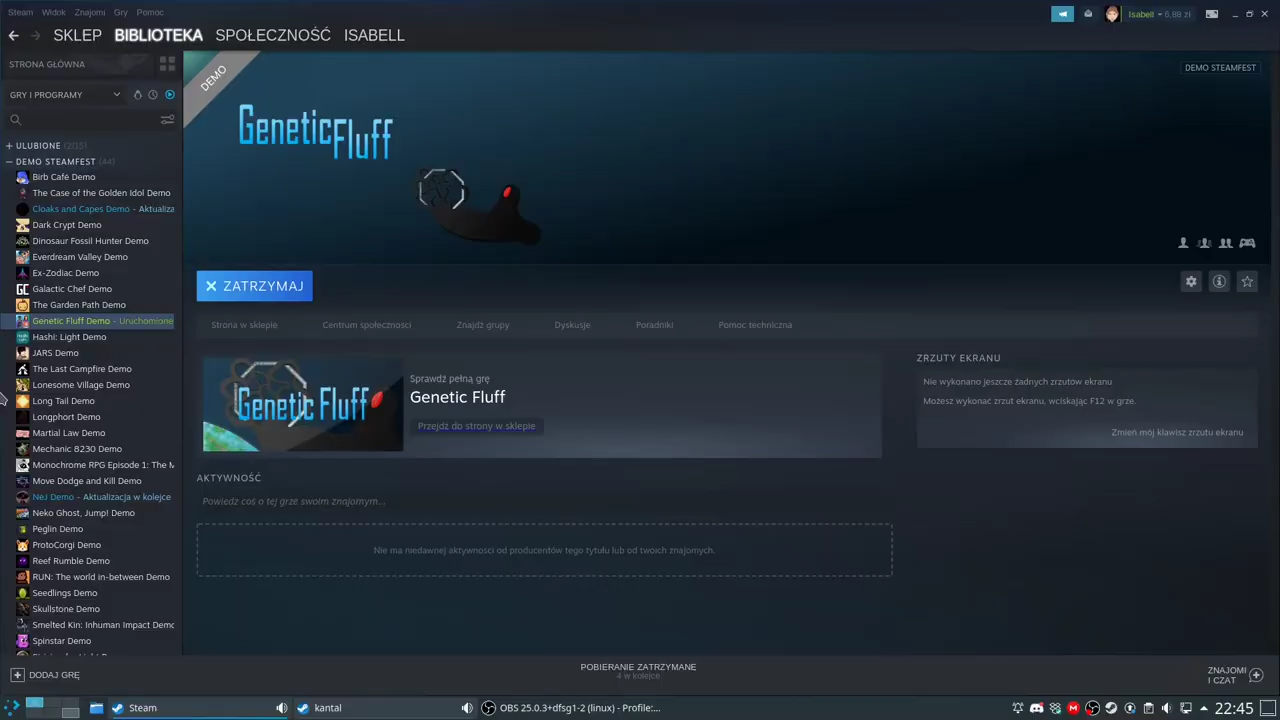 Steam Widok Znajomi Gry Pomoc
Isabell 6,88 zł
SKLEP BIBLIOTEKA SPOŁECZNOŚĆ ISABELL
STRONA GŁÓWNA
GRY I PROGRAMY
ULUBIONE (2/15)
DEMO STEAMFEST (44)
Birb Café Demo
The Case of the Golden Idol Demo
Cloaks and Capes Demo - Aktualiza
Dark Crypt Demo
Dinosaur Fossil Hunter Demo
Everdream Valley Demo
Ex-Zodiac Demo
Galactic Chef Demo
The Garden Path Demo
Genetic Fluff Demo - Uruchomione
Hashi: Light Demo
JARS Demo
The Last Campfire Demo
Lonesome Village Demo
Long Tail Demo
Longphort Demo
Martial Law Demo
Mechanic 8230 Demo
Monochrome RPG Episode 1: The M
Move Dodge and Kill Demo
NeJ Demo - Aktualizacja w kolejce
Neko Ghost, Jump! Demo
Peglin Demo
ProtoCorgi Demo
Reef Rumble Demo
RUN: The world in-between Demo
Seedlings Demo
Skullstone Demo
Smelted Kin: Inhuman Impact Demo
Spinstar Demo
DEMO
GeneticFluff
DEMO STEAMFEST
ZATRZYMAJ
Strona w sklepie Centrum społeczności Znajdź grupy Dyskusje Poradniki Pomoc techniczna
Genetic Fluff
Sprawdź pełną grę
Genetic Fluff
Przejdź do strony w sklepie
ZRZUTY EKRANU
Nie wykonano jeszcze żadnych zrzutów ekranu
Możesz wykonać zrzut ekranu, wciskając F12 w grze.
Zmień mój klawisz zrzutu ekranu
AKTYWNOŚĆ
Powiedz coś o tej grze swoim znajomym...
Nie ma niedawnej aktywności od producentów tego tytułu lub od twoich znajomych.
DODAJ GRĘ
POBIERANIE ZATRZYMANE
4 w kolejce
ZNAJOMI
I CZAT
Steam kantal OBS 25.0.3+dfsg1-2 (linux) - Profile:... 22:45